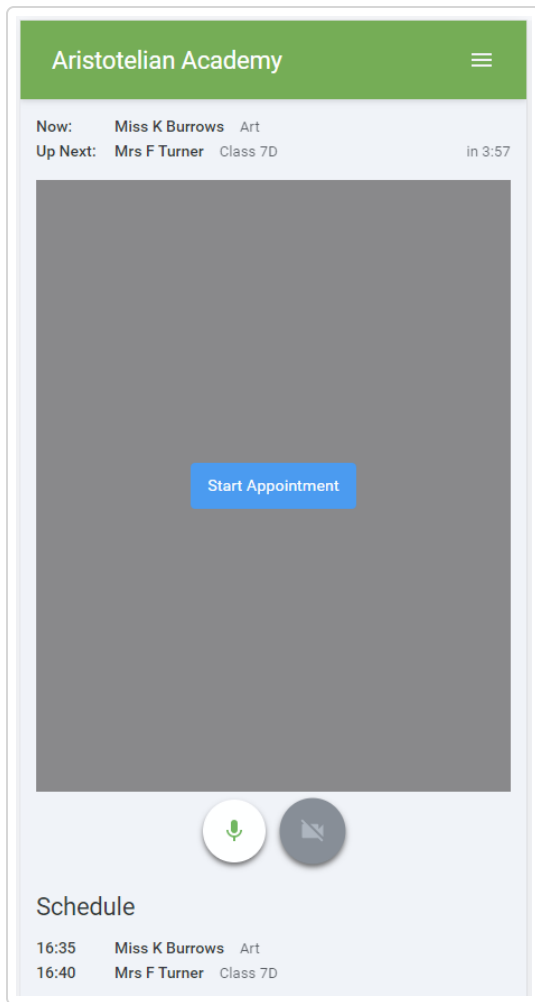 Aristotelian Academy
Now: Miss K Burrows Art
Up Next: Mrs F Turner Class 7D in 3:57
Start Appointment
Schedule
16:35 Miss K Burrows Art
16:40 Mrs F Turner Class 7D